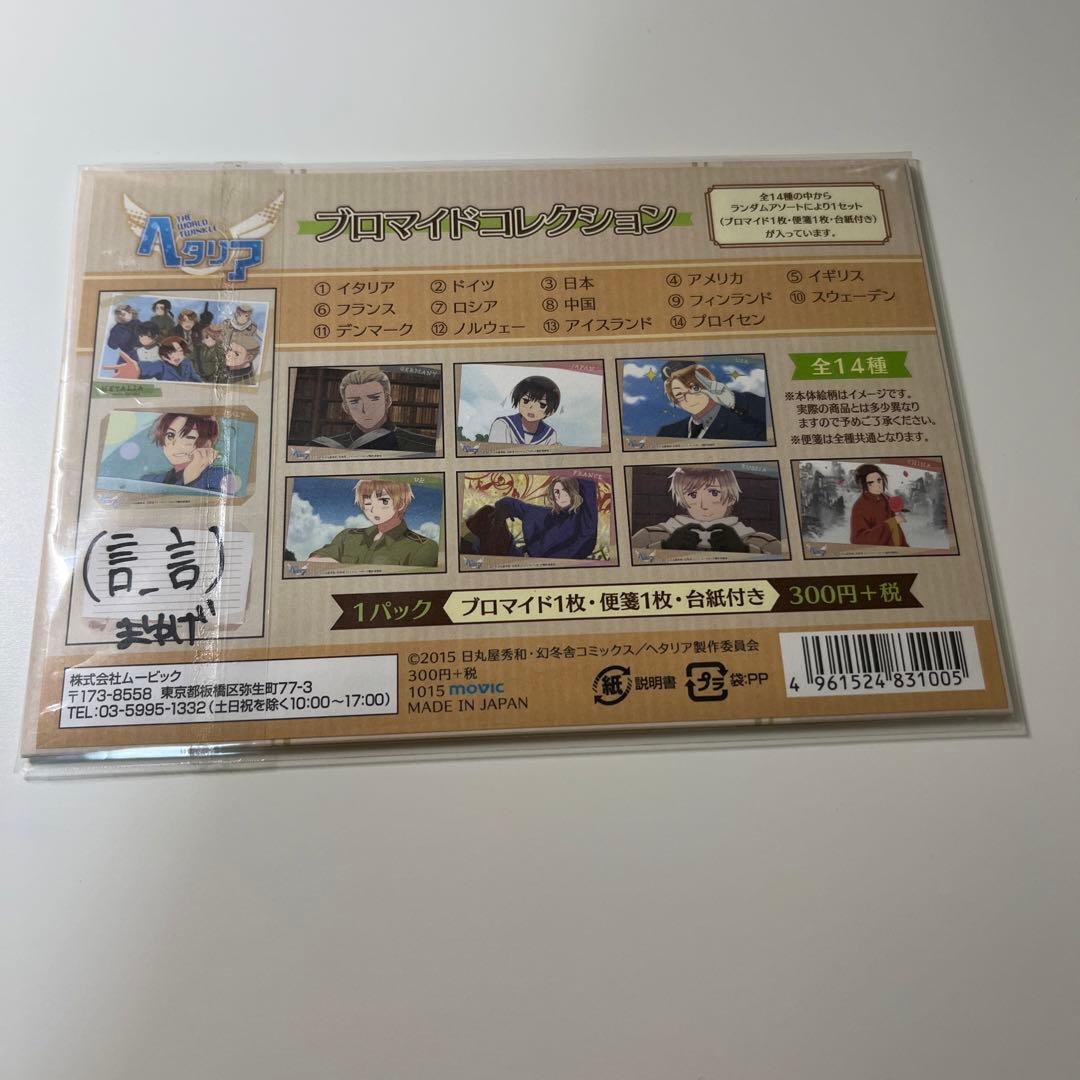 THE
WORLD
TWINKLE
ヘタリア
ブロマイドコレクション
全14種の中から
ランダムアソートにより1セット
(ブロマイド1枚・便箋1枚・台紙付き)
が入っています。
① イタリア ② ドイツ ③ 日本 ④ アメリカ ⑤ イギリス
⑥ フランス ⑦ ロシア ⑧ 中国 ⑨ フィンランド ⑩ スウェーデン
⑪ デンマーク ⑫ ノルウェー ⑬ アイスランド ⑭ プロイセン
HETALIA
ITALY
GERMANY
JAPAN
USA
UK
FRANCE
RUSSIA
CHINA
全14種
※本体絵柄はイメージです。
実際の商品とは多少異なり
ますので予めご了承ください。
※便箋は全種共通となります。
1パック
ブロマイド1枚・便箋1枚・台紙付き
300円+税
株式会社ムービック
〒173-8558 東京都板橋区弥生町77-3
TEL:03-5995-1332(土日祝を除く10:00~17:00)
©2015 日丸屋秀和・幻冬舎コミックス/ヘタリア製作委員会
300円+税
1015 movic
MADE IN JAPAN
紙 説明書
プラ 袋:PP
4 961524 831005